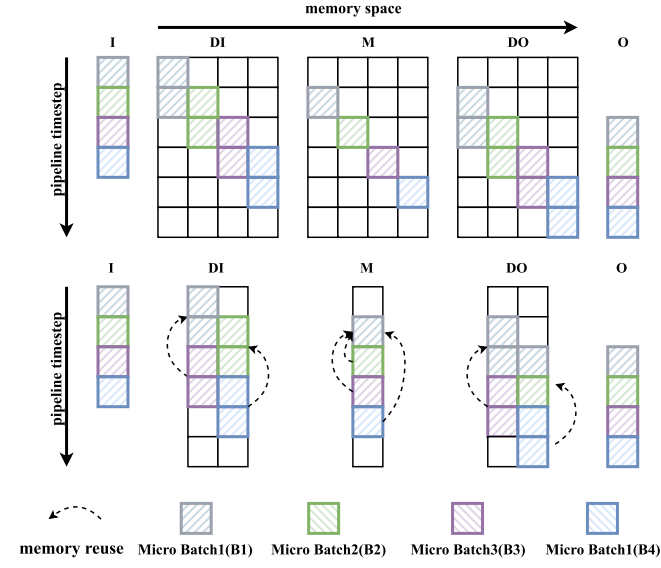 memory space
I DI M DO O
pipeline timestep
I DI M DO O
pipeline timestep
memory reuse Micro Batch1(B1) Micro Batch2(B2) Micro Batch3(B3) Micro Batch1(B4)